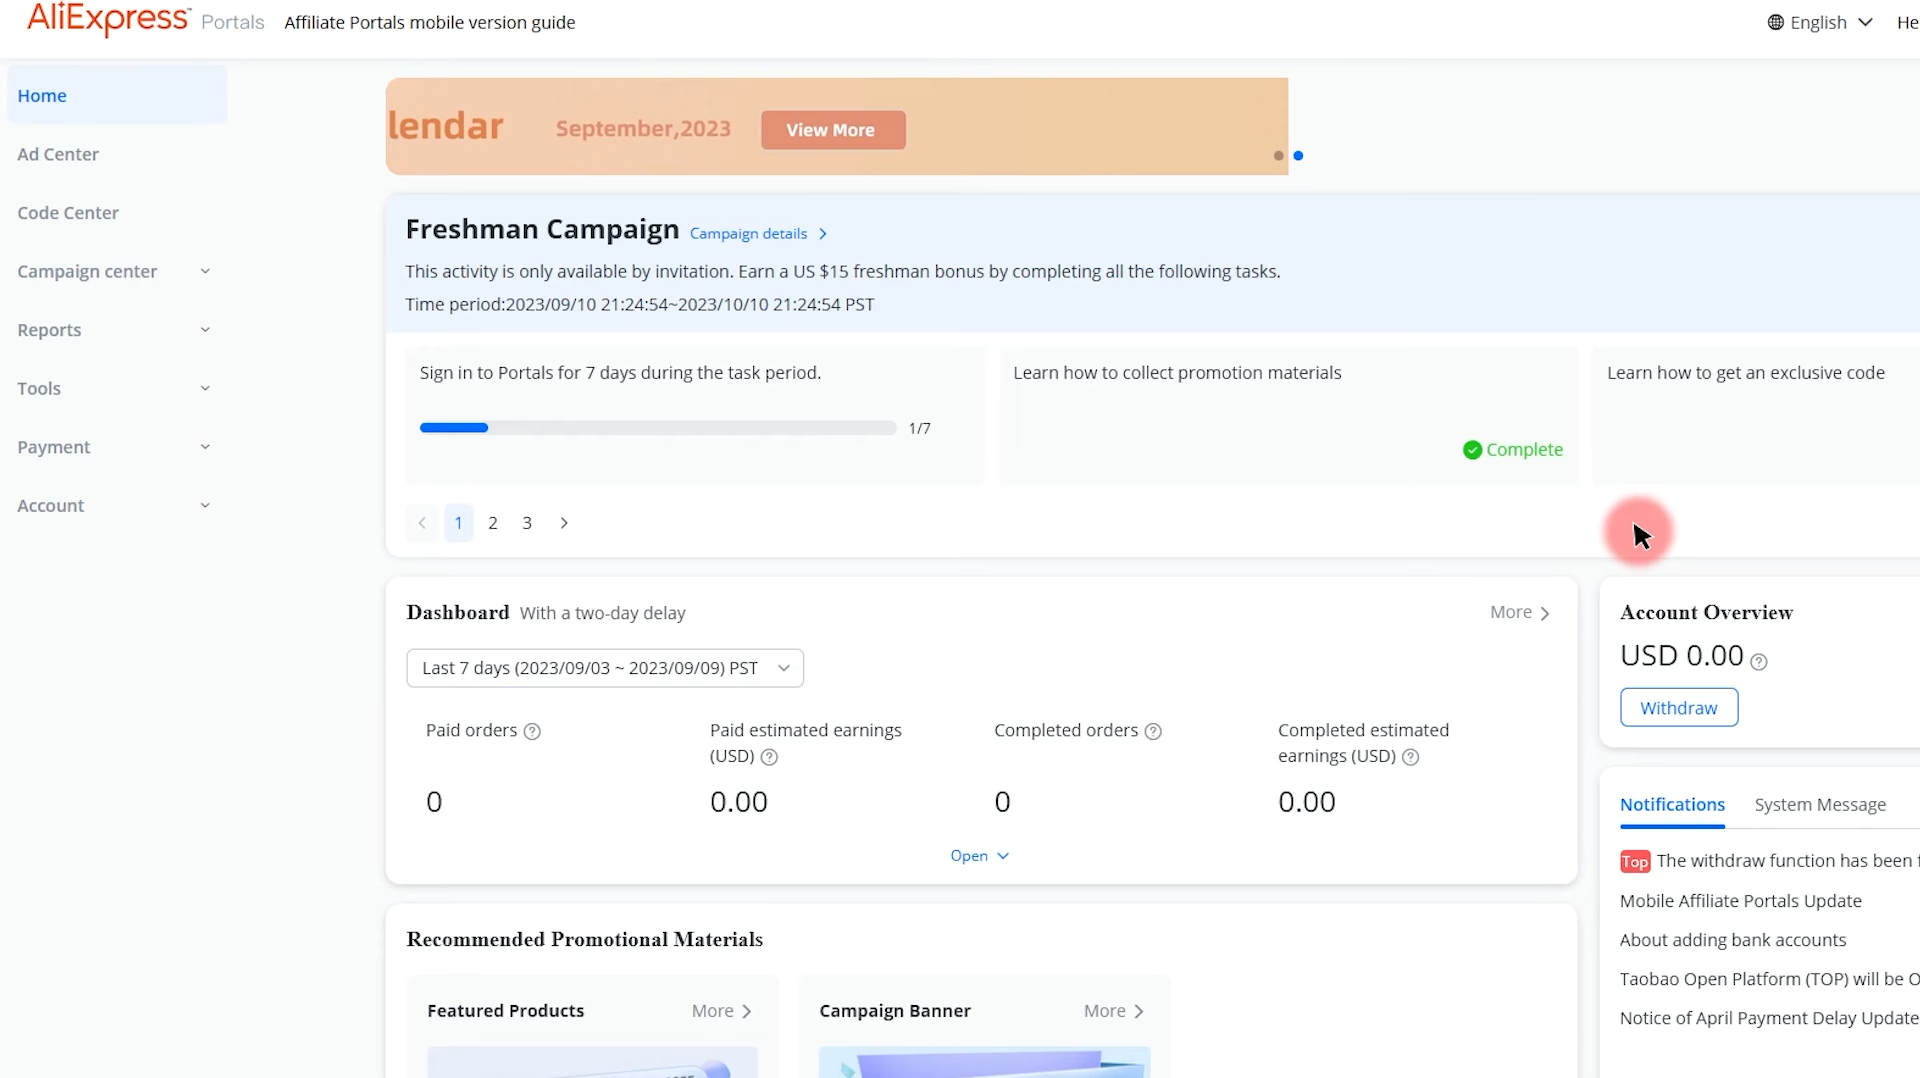 AliExpress Portals Affiliate Portals mobile version guide English He
Home
Ad Center
Code Center
Campaign center
Reports
Tools
Payment
Account
lendar September,2023 View More
Freshman Campaign Campaign details
This activity is only available by invitation. Earn a US $15 freshman bonus by completing all the following tasks.
Time period:2023/09/10 21:24:54~2023/10/10 21:24:54 PST
Sign in to Portals for 7 days during the task period.
1/7
Learn how to collect promotion materials
Complete
Learn how to get an exclusive code
1 2 3
Dashboard With a two-day delay More
Last 7 days (2023/09/03 ~ 2023/09/09) PST
Paid orders
0
Paid estimated earnings
(USD)
0.00
Completed orders
0
Completed estimated
earnings (USD)
0.00
Open
Account Overview
USD 0.00
Withdraw
Notifications System Message
Top The withdraw function has been f
Mobile Affiliate Portals Update
About adding bank accounts
Taobao Open Platform (TOP) will be O
Notice of April Payment Delay Update
Recommended Promotional Materials
Featured Products More
Campaign Banner More